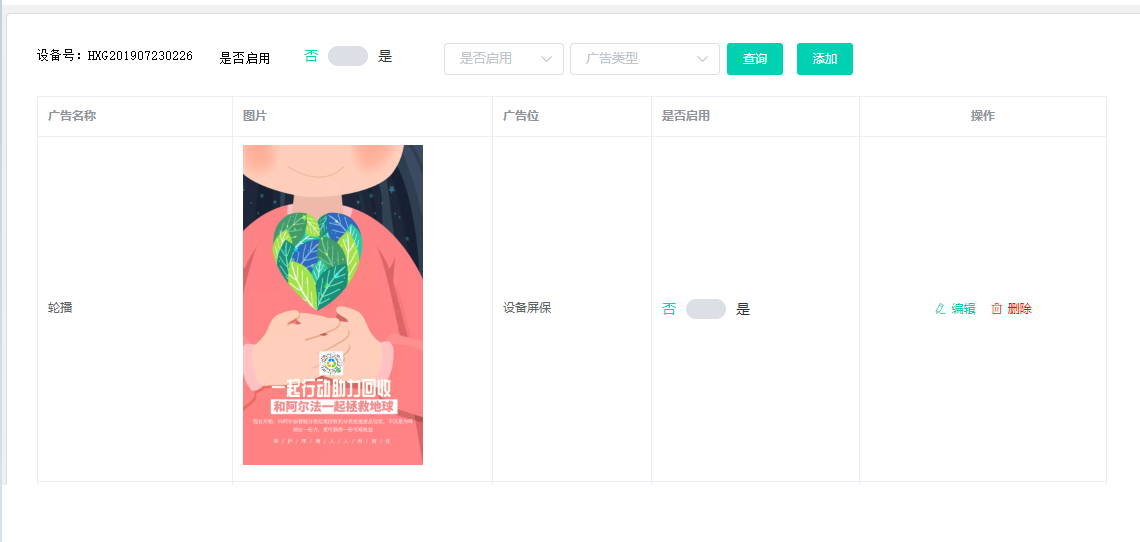 设备号：HXG201907230226 是否启用 否 是 是否启用 广告类型 查询 添加
广告名称 图片 广告位 是否启用 操作
轮播 设备屏保 否 是 编辑 删除
一起行动助力回收
和阿尔法一起拯救地球